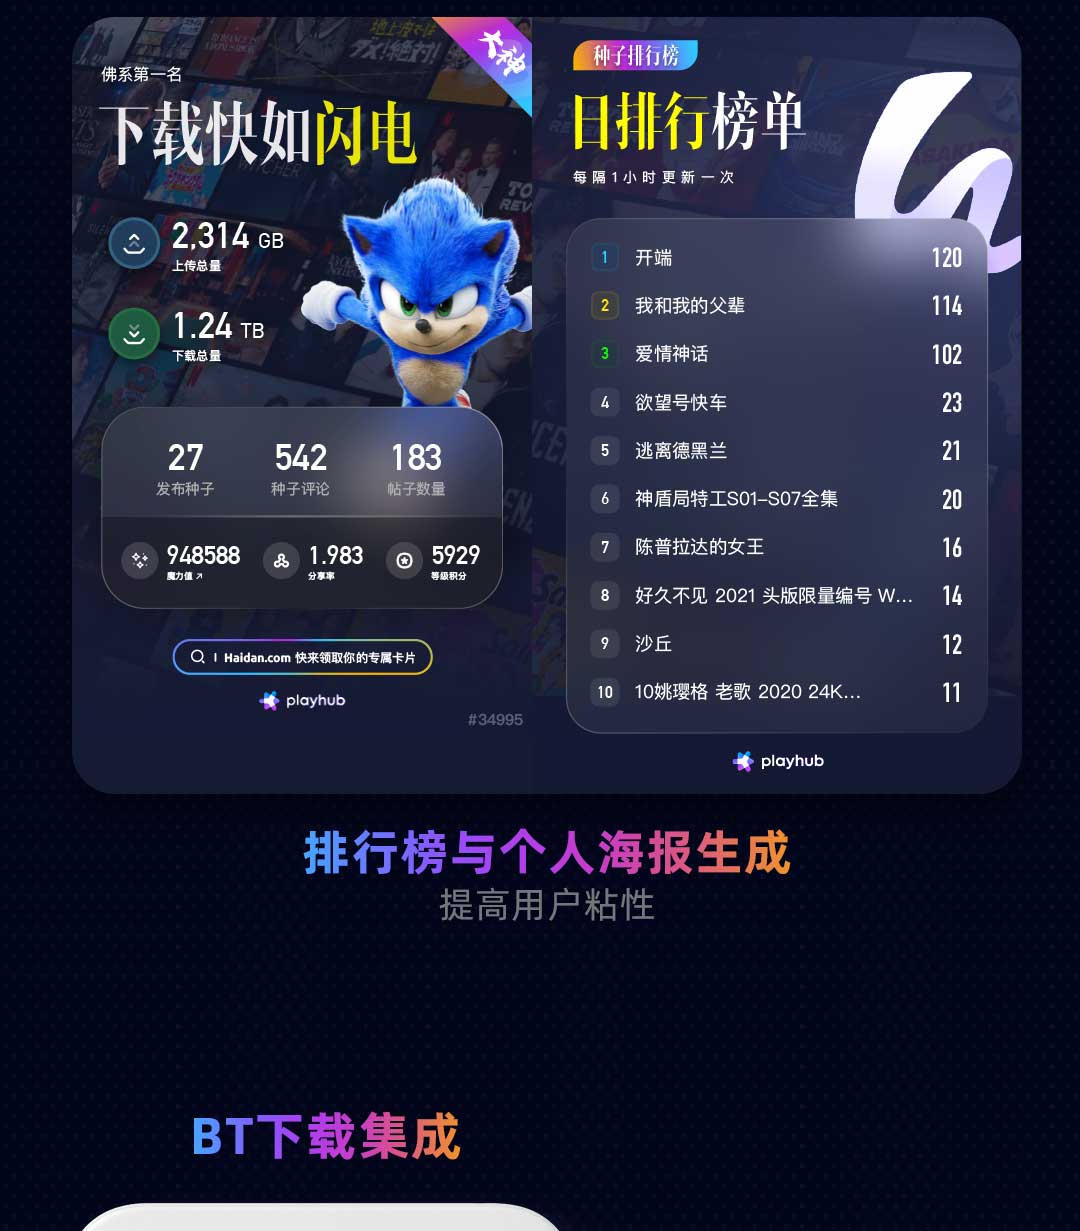 大神
佛系第一名
下载快如闪电
2,314 GB
上传总量
1.24 TB
下载总量
27
发布种子
542
种子评论
183
帖子数量
948588
魔力值
1.983
分享率
5929
等级积分
Haidan.com 快来领取你的专属卡片
playhub
#34995
种子排行榜
日排行榜单
每隔1小时更新一次
1 开端 120
2 我和我的父辈 114
3 爱情神话 102
4 欲望号快车 23
5 逃离德黑兰 21
6 神盾局特工S01-S07全集 20
7 陈普拉达的女王 16
8 好久不见 2021 头版限量编号 W... 14
9 沙丘 12
10 10姚璎格 老歌 2020 24K... 11
playhub
排行榜与个人海报生成
提高用户粘性
BT下载集成